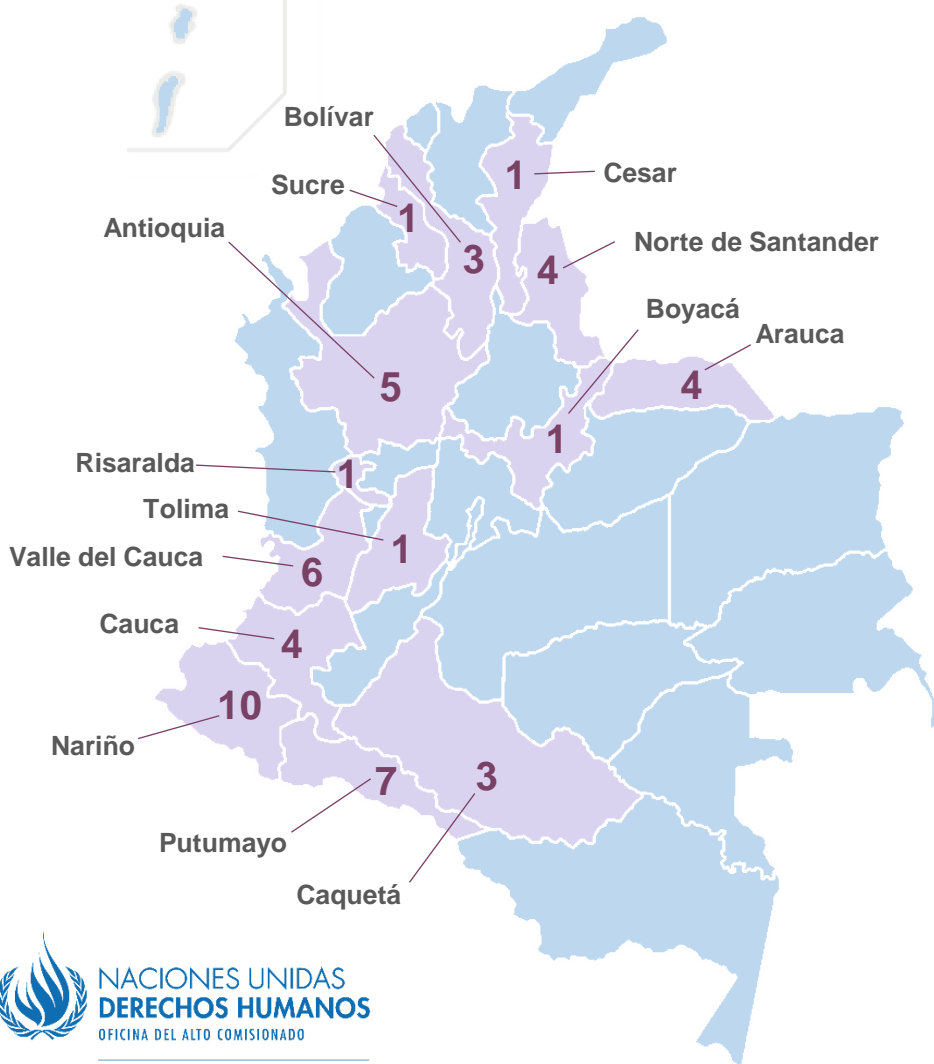 Bolívar
1
Cesar
Sucre
1
Antioquia
3
Norte de Santander
4
Boyacá
Arauca
5
4
1
Risaralda
1
Tolima
Valle del Cauca
1
6
Cauca
4
10
Nariño
7
3
Putumayo
Caquetá
NACIONES UNIDAS
DERECHOS HUMANOS
OFICINA DEL ALTO COMISIONADO